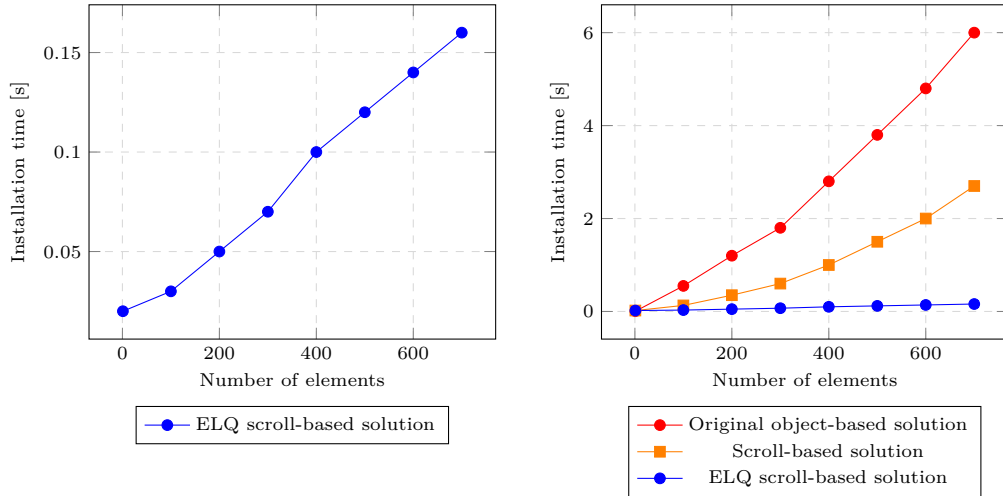 0.15
0.1
0.05
Installation time [s]
0
200
400
600
Number of elements
ELQ scroll-based solution
6
4
2
0
Installation time [s]
0
200
400
600
Number of elements
Original object-based solution
Scroll-based solution
ELQ scroll-based solution